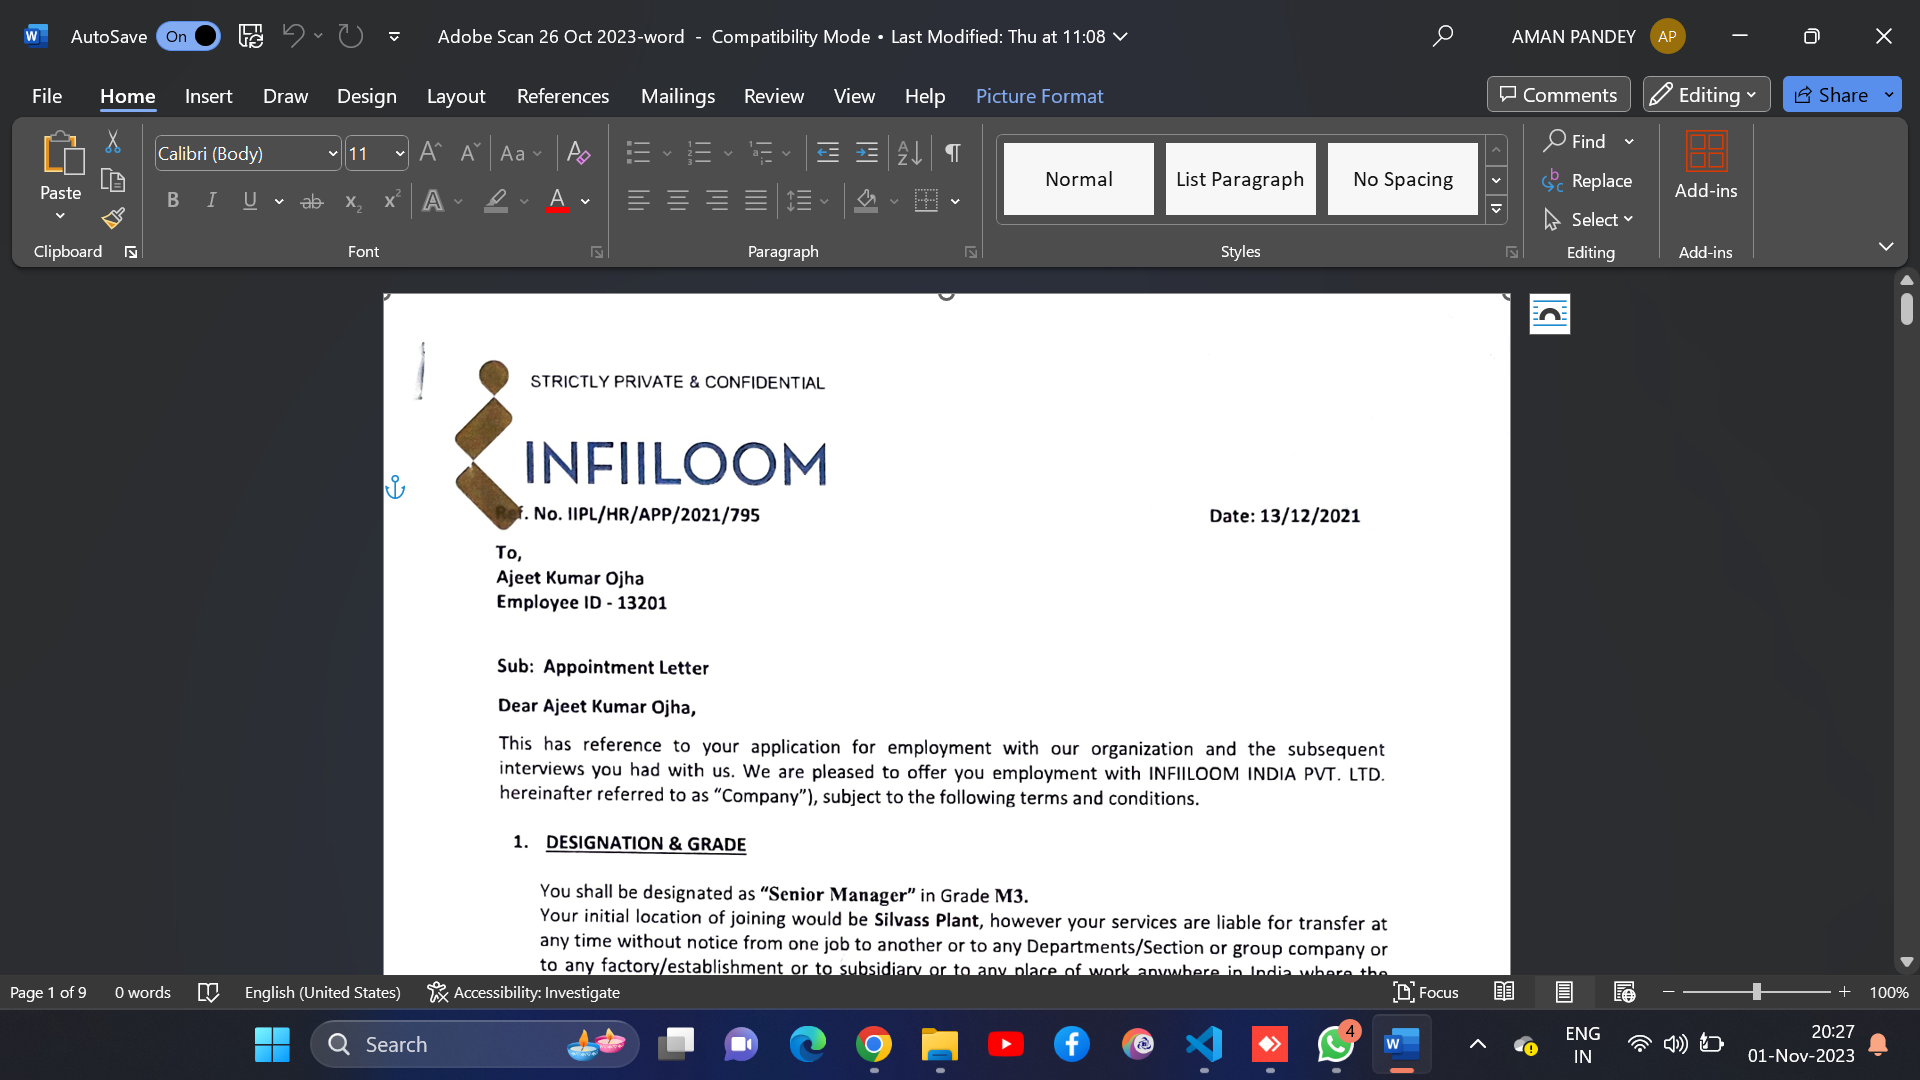 AutoSave On Adobe Scan 26 Oct 2023-word - Compatibility Mode • Last Modified: Thu at 11:08 AMAN PANDEY AP
File Home Insert Draw Design Layout References Mailings Review View Help Picture Format Comments Editing Share
Calibri (Body) 11 Aa
Paste
B I U ab x₂ x² A A
Normal List Paragraph No Spacing
Find
Replace
Select
Add-ins
Clipboard Font Paragraph Styles Editing Add-ins
STRICTLY PRIVATE & CONFIDENTIAL
INFIILOOM
Ref. No. IIPL/HR/APP/2021/795 Date: 13/12/2021
To,
Ajeet Kumar Ojha
Employee ID - 13201
Sub: Appointment Letter
Dear Ajeet Kumar Ojha,
This has reference to your application for employment with our organization and the subsequent
interviews you had with us. We are pleased to offer you employment with INFIILOOM INDIA PVT. LTD.
hereinafter referred to as “Company”), subject to the following terms and conditions.
1. DESIGNATION & GRADE
You shall be designated as “Senior Manager” in Grade M3.
Your initial location of joining would be Silvass Plant, however your services are liable for transfer at
any time without notice from one job to another or to any Departments/Section or group company or
to any factory/establishment or to subsidiary or to any place of work anywhere in India where the
Page 1 of 9 0 words English (United States) Accessibility: Investigate Focus 100%
Search 4 ENG
IN
20:27
01-Nov-2023